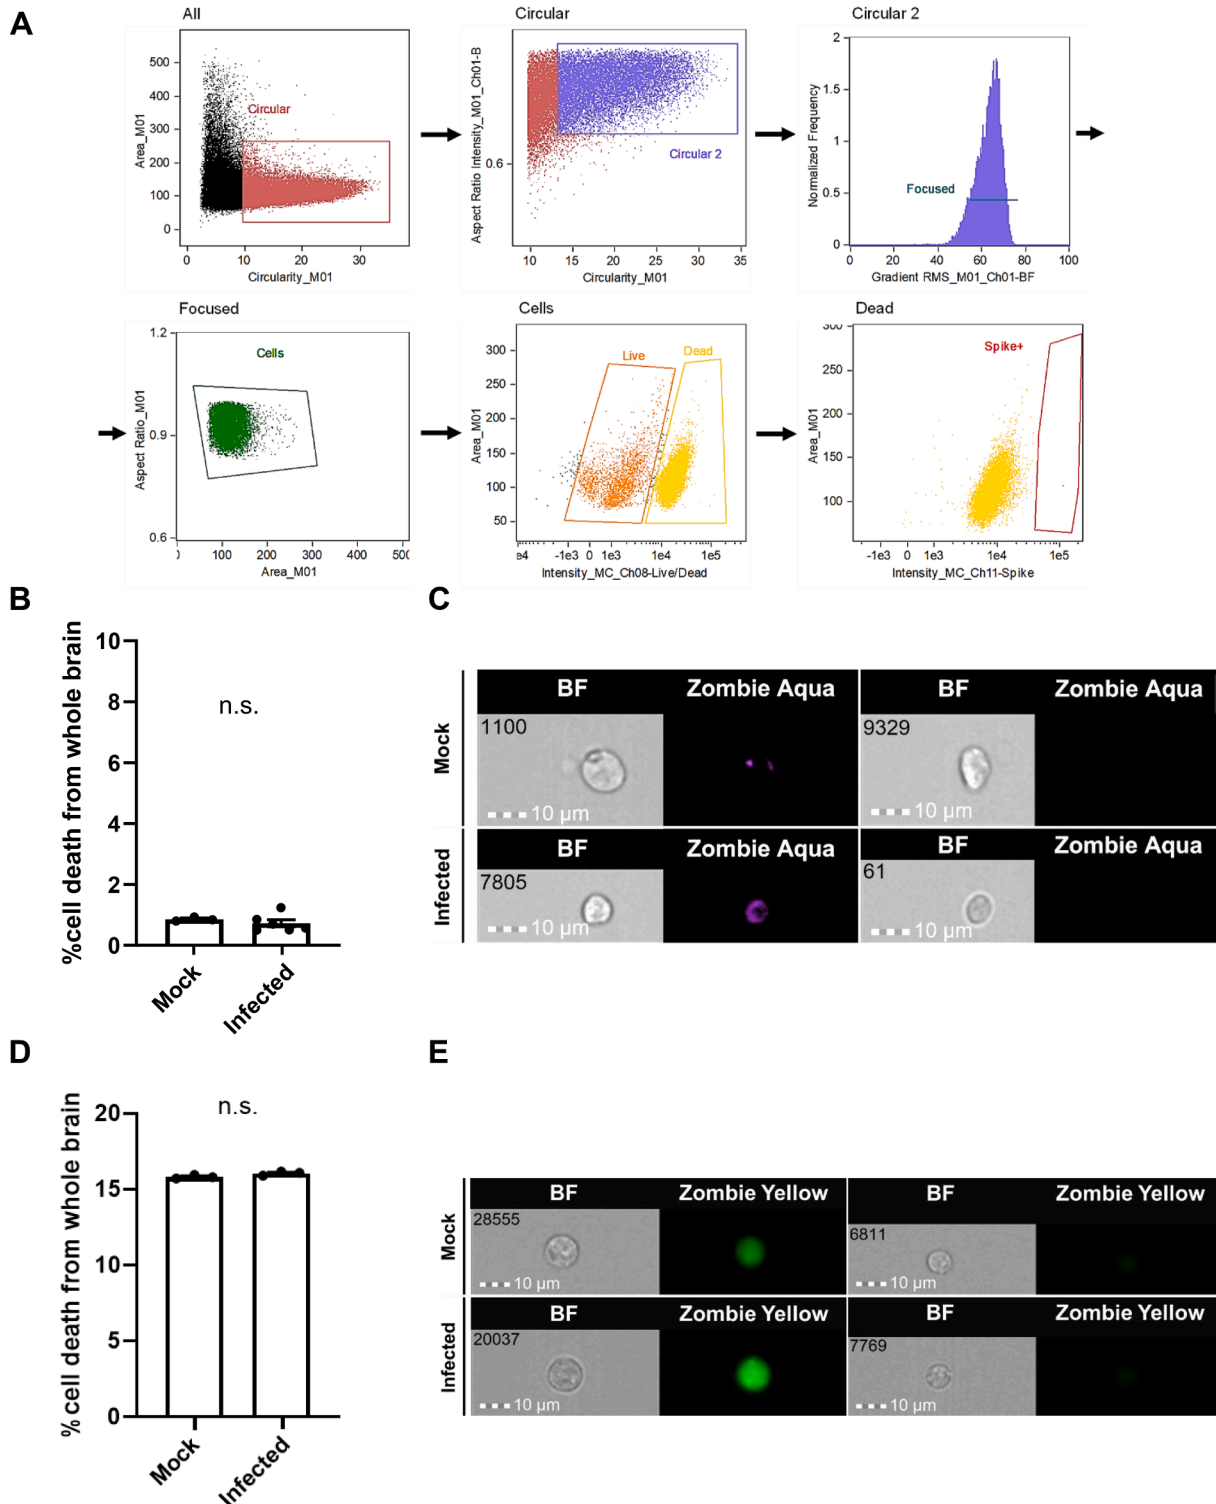 A
All
Circular
Circular 2
500
400
300
200
100
0
Area_M01
Circular
0
10
20
30
Circularity_M01
Aspect Ratio Intensity_M01_Ch01-B
0.6
Circular 2
10
15
20
25
30
35
Circularity_M01
2
1.5
1
0.5
0
Normalized Frequency
Focused
0
20
40
60
80
100
Gradient RMS_M01_Ch01-BF
Focused
Cells
Dead
1.2
0.9
0.6
Aspect Ratio_M01
Cells
100
200
300
400
500
Area_M01
300
250
200
150
100
50
Area_M01
Live
Dead
e4
-1e3
0
1e3
1e4
1e5
Intensity_MC_Ch08-Live/Dead
300
250
200
150
100
Area_M01
Spike+
-1e3
0
1e3
1e4
1e5
Intensity_MC_Ch11-Spike
B
%cell death from whole brain
10
8
6
4
2
0
n.s.
Mock
Infected
C
Mock
BF
Zombie Aqua
BF
Zombie Aqua
1100
10 µm
9329
10 µm
Infected
BF
Zombie Aqua
BF
Zombie Aqua
7805
10 µm
61
10 µm
D
% cell death from whole brain
20
15
10
5
0
n.s.
Mock
Infected
E
Mock
BF
Zombie Yellow
BF
Zombie Yellow
28555
10 µm
6811
10 µm
Infected
BF
Zombie Yellow
BF
Zombie Yellow
20037
10 µm
7769
10 µm